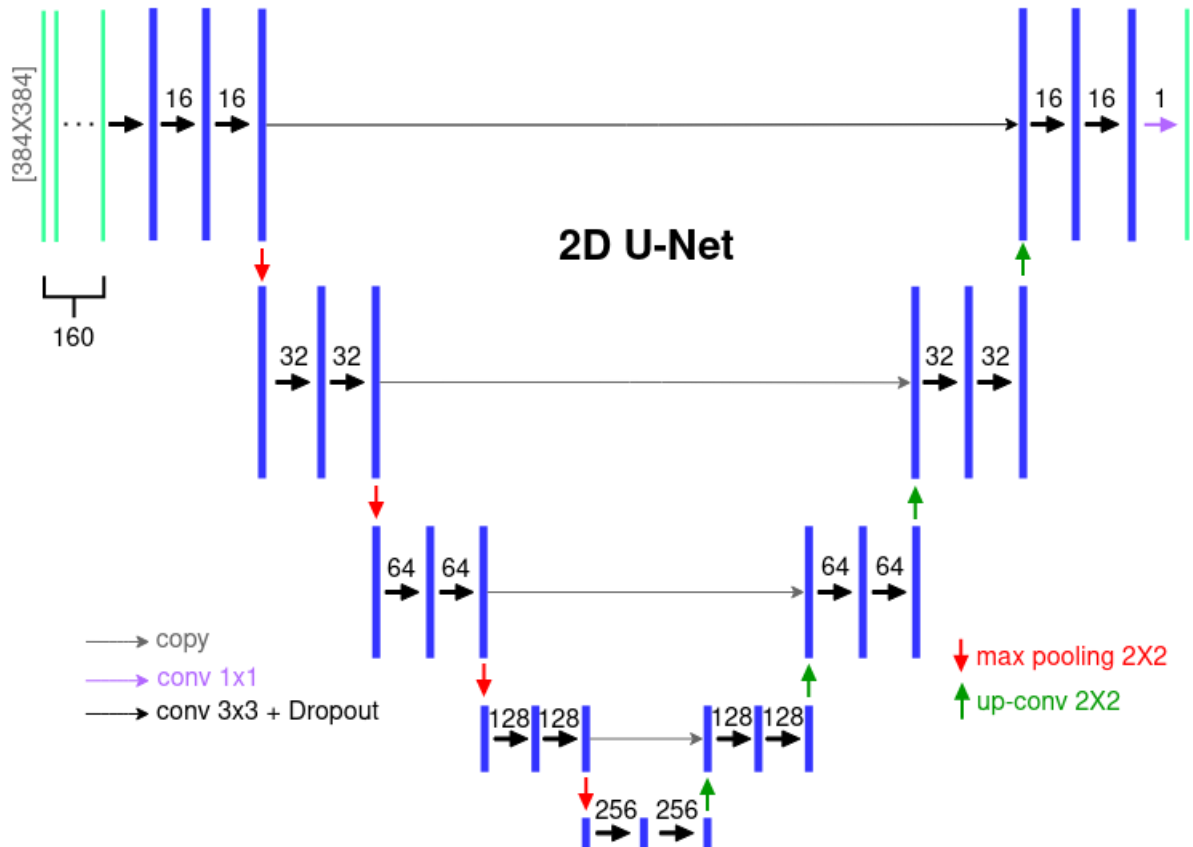 [384X384]
...
16 16
16 16 1
2D U-Net
160
32 32
32 32
64 64
64 64
copy
conv 1x1
conv 3x3 + Dropout
max pooling 2X2
up-conv 2X2
128 128
128 128
256 256